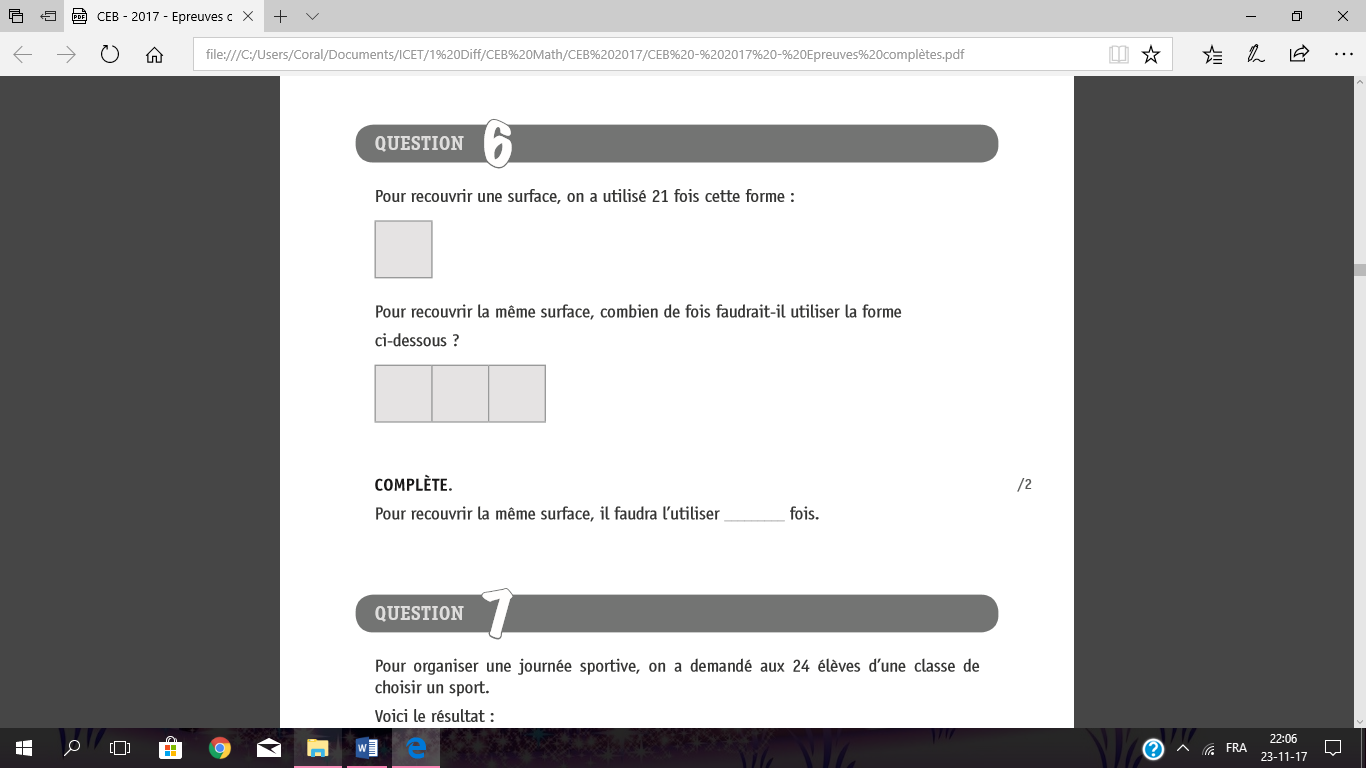 CEB - 2017 - Epreuves c
file:///C:/Users/Coral/Documents/ICET/1%20Diff/CEB%20Math/CEB%202017/CEB%20-%202017%20-%20Epreuves%20complètes.pdf
QUESTION 6
Pour recouvrir une surface, on a utilisé 21 fois cette forme :
Pour recouvrir la même surface, combien de fois faudrait-il utiliser la forme
ci-dessous ?
COMPLÈTE.
/2
Pour recouvrir la même surface, il faudra l'utiliser ________ fois.
QUESTION 7
Pour organiser une journée sportive, on a demandé aux 24 élèves d'une classe de
choisir un sport.
Voici le résultat :
FRA
22:06
23-11-17